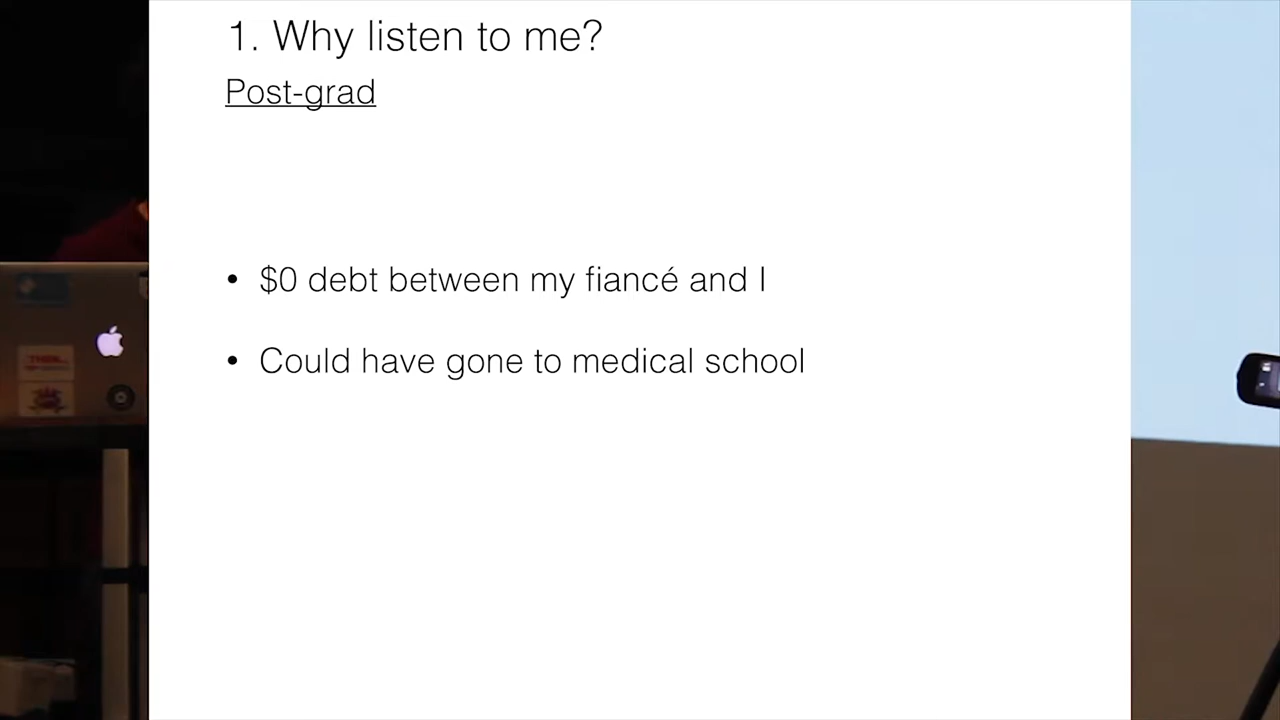 1. Why listen to me?
Post-grad
• $0 debt between my fiancé and I
• Could have gone to medical school